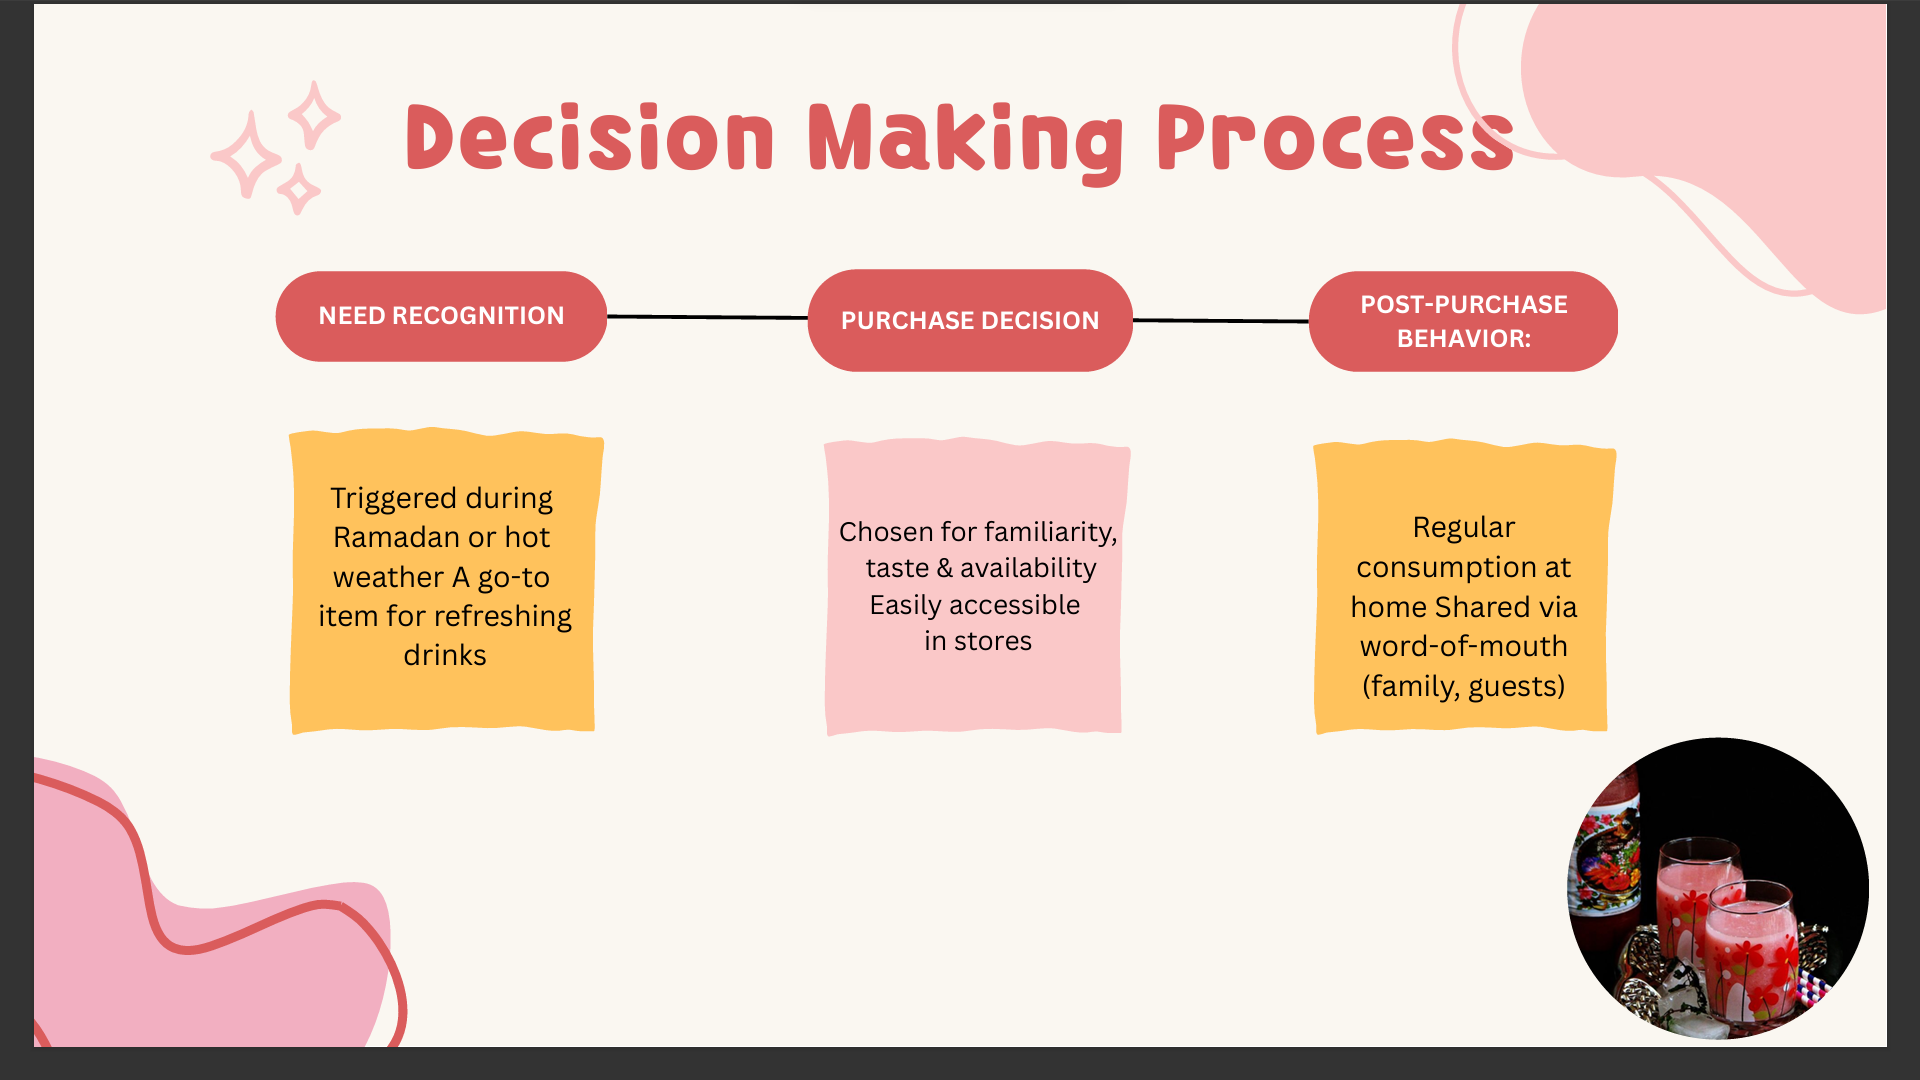 Decision Making Process
NEED RECOGNITION
PURCHASE DECISION
POST-PURCHASE
BEHAVIOR:
Triggered during
Ramadan or hot
weather A go-to
item for refreshing
drinks
Chosen for familiarity,
taste & availability
Easily accessible
in stores
Regular
consumption at
home Shared via
word-of-mouth
(family, guests)